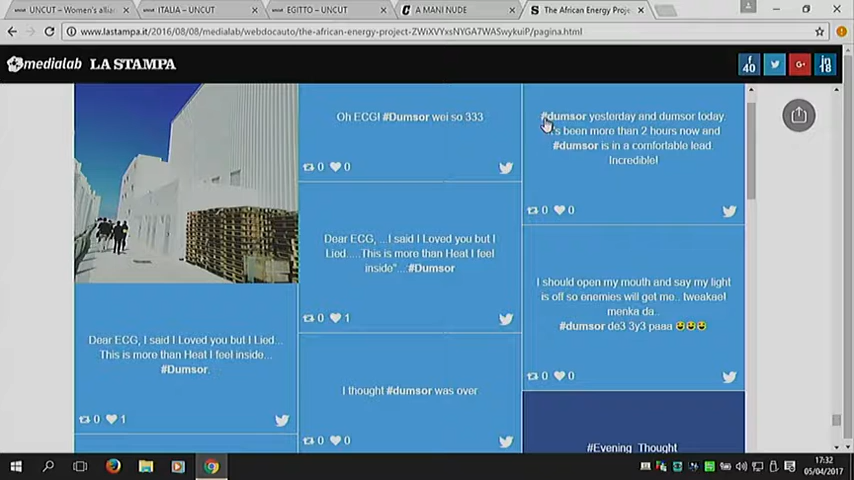 UNCUT – Women's allianc
ITALIA – UNCUT
EGITTO – UNCUT
A MANI NUDE
The African Energy Proje
www.lastampa.it/2016/08/08/medialab/webdocauto/the-african-energy-project-ZWiXVYxsNYGA7WASwykuiP/pagina.html
medialab LA STAMPA
f 40
G+
in 18
Oh ECG! #Dumsor wei so 333
0 0
#dumsor yesterday and dumsor today.
It's been more than 2 hours now and
#dumsor is in a comfortable lead
Incredible!
0 0
Dear ECG, ...I said I Loved you but I
Lied.....This is more than Heat I feel
inside"...:#Dumsor
0 1
I should open my mouth and say my light
is off so enemies will get me..
menka da..
#dumsor de3 3y3 paaa
0 0
Dear ECG, I said I Loved you but I Lied...
This is more than Heat I feel inside...
#Dumsor.
0 1
I thought #dumsor was over
0 0
#Evening Thought
17:32
05/04/2017